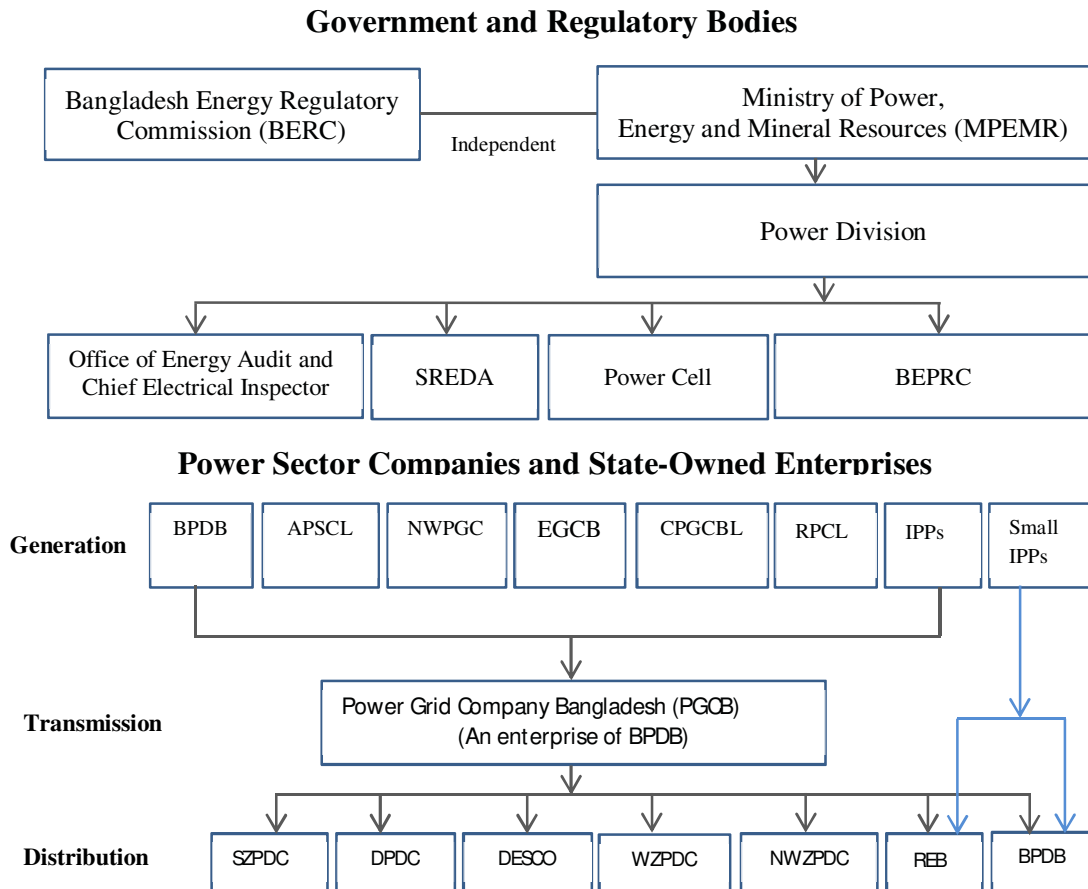 Government and Regulatory Bodies
Bangladesh Energy Regulatory
Commission (BERC)
Independent
Ministry of Power,
Energy and Mineral Resources (MPEMR)
Power Division
Office of Energy Audit and
Chief Electrical Inspector
SREDA
Power Cell
BEPRC
Power Sector Companies and State-Owned Enterprises
Generation
BPDB
APSCL
NWPGC
EGCB
CPGCBL
RPCL
IPPs
Small
IPPs
Transmission
Power Grid Company Bangladesh (PGCB)
(An enterprise of BPDB)
Distribution
SZPDC
DPDC
DESCO
WZPDC
NWZPDC
REB
BPDB